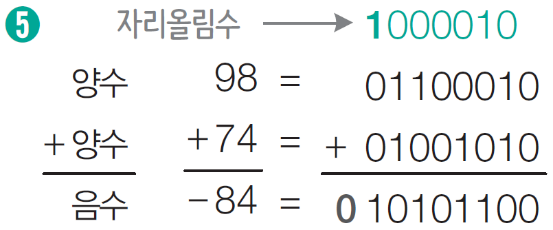 5 자리올림수 → 1000010
양수 98 = 01100010
+양수 +74 = + 01001010
음수 -84 = 0 10101100